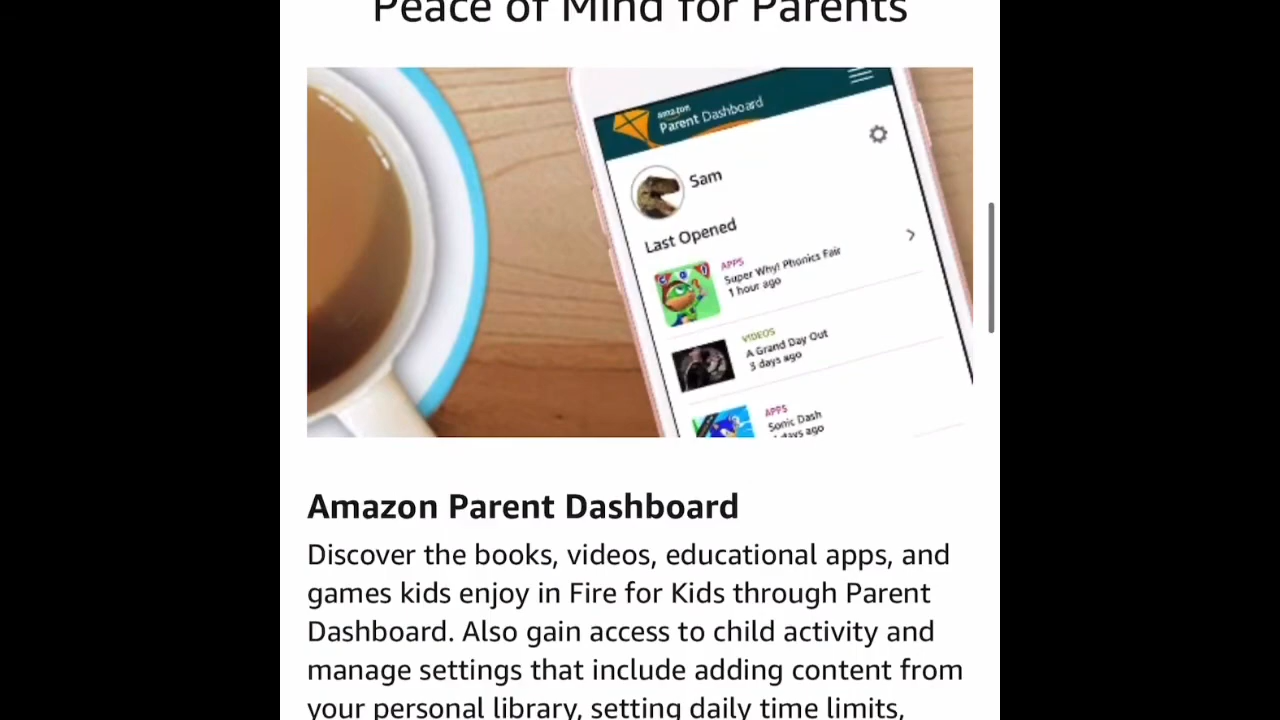 Peace of Mind for Parents
amazon
Parent Dashboard
Sam
Last Opened
APPS
Super Why! Phonics Fair
1 hour ago
VIDEOS
A Grand Day Out
3 days ago
APPS
Sonic Dash
days ago
Amazon Parent Dashboard
Discover the books, videos, educational apps, and
games kids enjoy in Fire for Kids through Parent
Dashboard. Also gain access to child activity and
manage settings that include adding content from
your personal library, setting daily time limits,